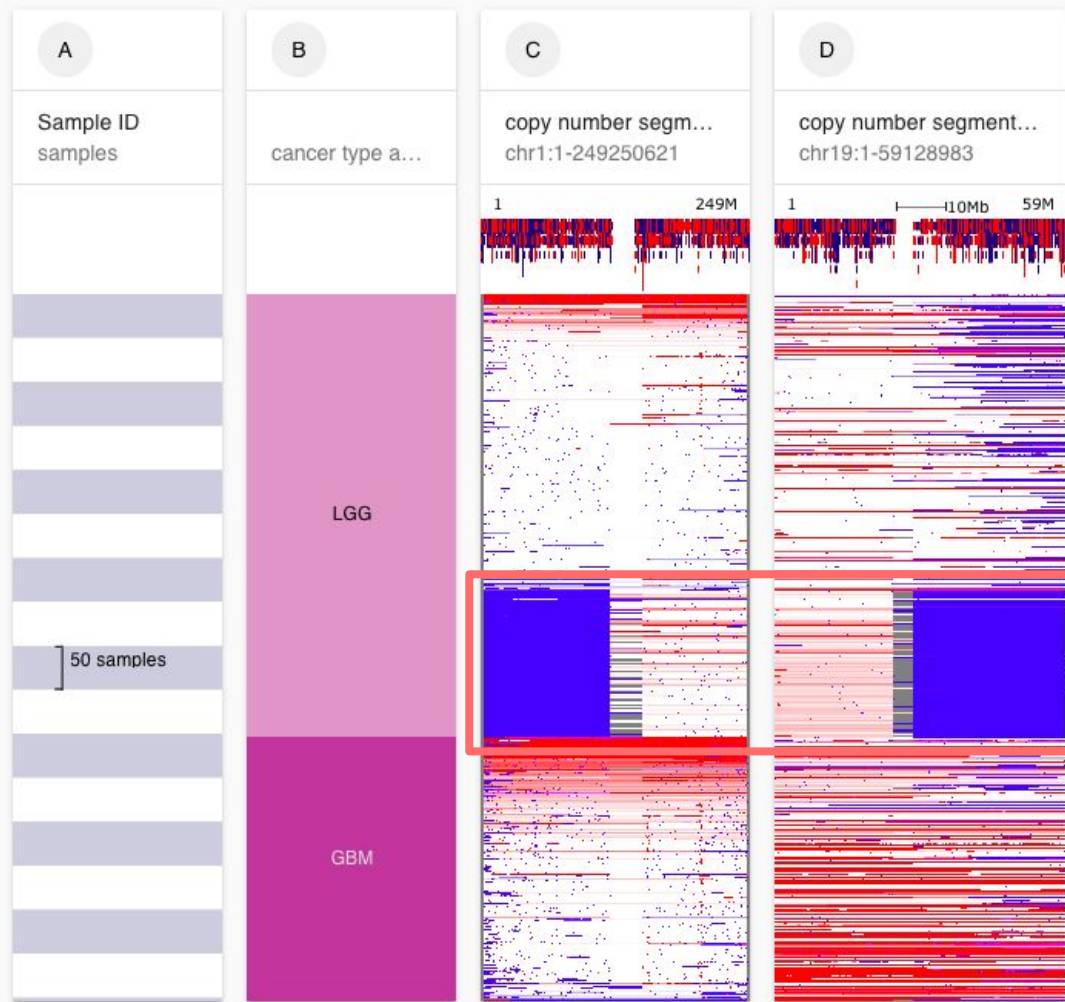 A
Sample ID
samples
50 samples
B
cancer type a...
LGG
GBM
C
copy number segm...
chr1:1-249250621
1 249M
D
copy number segment...
chr19:1-59128983
1 10Mb 59M